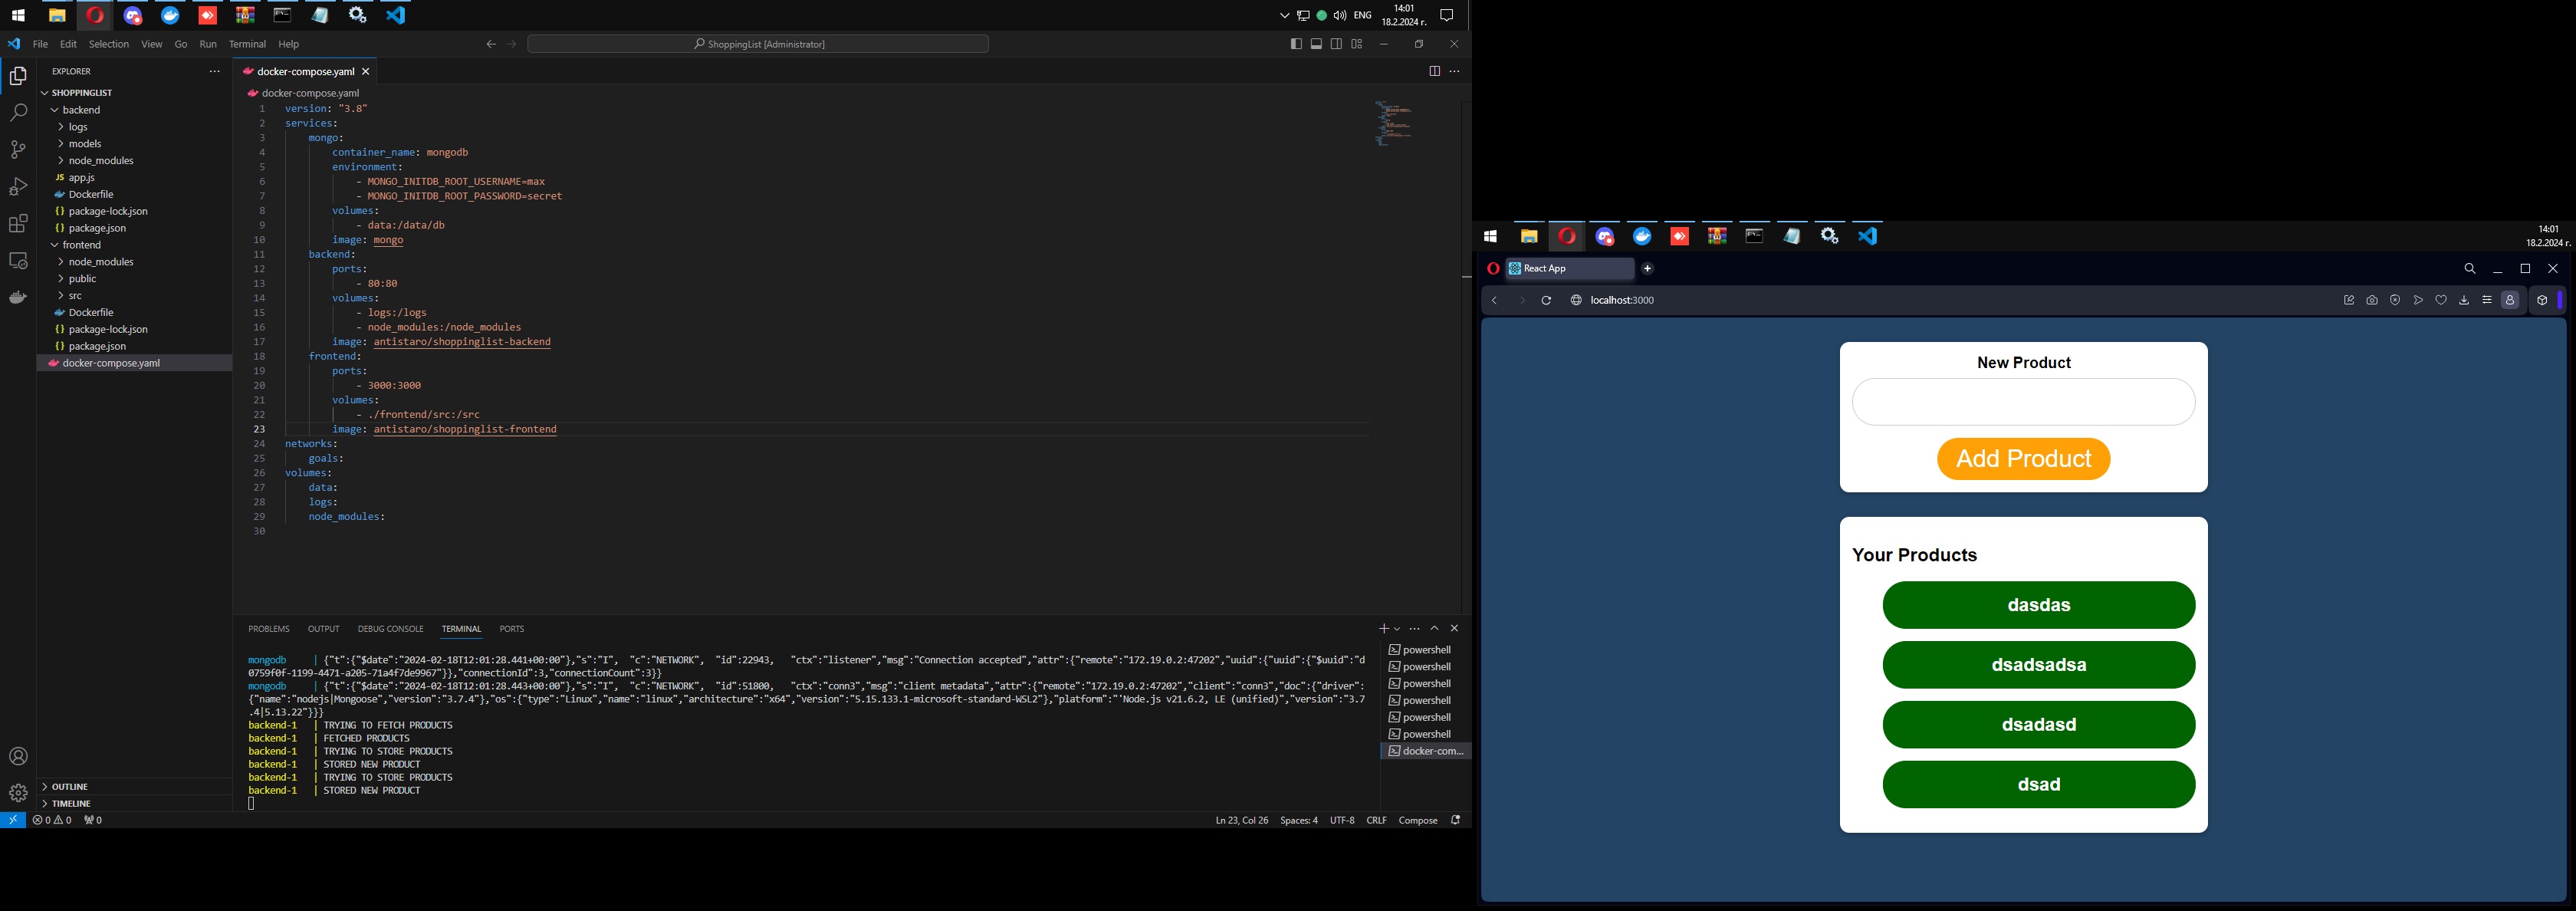 ENG
14:01
18.2.2024 г.
File Edit Selection View Go Run Terminal Help
ShoppingList [Administrator]
EXPLORER
SHOPPINGLIST
backend
logs
models
node_modules
JS app.js
Dockerfile
{} package-lock.json
{} package.json
frontend
node_modules
public
src
Dockerfile
{} package-lock.json
{} package.json
docker-compose.yaml
OUTLINE
TIMELINE
docker-compose.yaml
docker-compose.yaml
1 version: "3.8"
2 services:
3 mongo:
4 container_name: mongodb
5 environment:
6 - MONGO_INITDB_ROOT_USERNAME=max
7 - MONGO_INITDB_ROOT_PASSWORD=secret
8 volumes:
9 - data:/data/db
10 image: mongo
11 backend:
12 ports:
13 - 80:80
14 volumes:
15 - logs:/logs
16 - node_modules:/node_modules
17 image: antistaro/shoppinglist-backend
18 frontend:
19 ports:
20 - 3000:3000
21 volumes:
22 - ./frontend/src:/src
23 image: antistaro/shoppinglist-frontend
24 networks:
25 goals:
26 volumes:
27 data:
28 logs:
29 node_modules:
30
PROBLEMS OUTPUT DEBUG CONSOLE TERMINAL PORTS
mongodb | {"t":{"$date":"2024-02-18T12:01:28.441+00:00"},"s":"I", "c":"NETWORK", "id":22943, "ctx":"listener","msg":"Connection accepted","attr":{"remote":"172.19.0.2:47202","uuid":{"uuid":{"$uuid":"d
0759f0f-1199-4471-a205-71a4f7de9967"}},"connectionId":3,"connectionCount":3}}
mongodb | {"t":{"$date":"2024-02-18T12:01:28.443+00:00"},"s":"I", "c":"NETWORK", "id":51800, "ctx":"conn3","msg":"client metadata","attr":{"remote":"172.19.0.2:47202","client":"conn3","doc":{"driver":
{"name":"nodejs|Mongoose","version":"3.7.4"},"os":{"type":"Linux","name":"linux","architecture":"x64","version":"5.15.133.1-microsoft-standard-WSL2"},"platform":"'Node.js v21.6.2, LE (unified)","version":"3.7
.4|5.13.22"}}}
backend-1 | TRYING TO FETCH PRODUCTS
backend-1 | FETCHED PRODUCTS
backend-1 | TRYING TO STORE PRODUCTS
backend-1 | STORED NEW PRODUCT
backend-1 | TRYING TO STORE PRODUCTS
backend-1 | STORED NEW PRODUCT
powershell
powershell
powershell
powershell
powershell
powershell
docker-com...
0 0 0
Ln 23, Col 26 Spaces: 4 UTF-8 CRLF Compose
14:01
18.2.2024 г.
React App
localhost:3000
New Product
Add Product
Your Products
dasdas
dsadsadsa
dsadasd
dsad